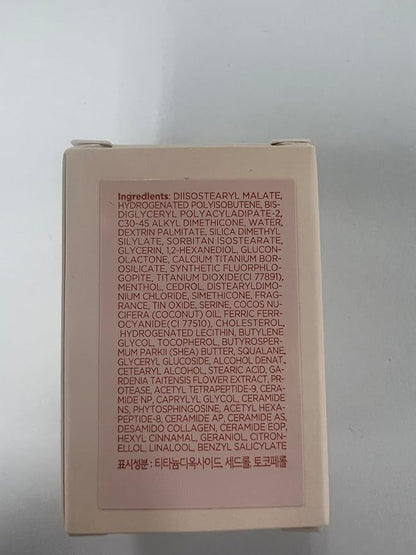 Ingredients: DIISOSTEARYL MALATE,
HYDROGENATED POLYISOBUTENE, BIS-
DIGLYCERYL POLYACYLADIPATE-2,
C30-45 ALKYL DIMETHICONE, WATER,
DEXTRIN PALMITATE, SILICA DIMETHYL
SILYLATE, SORBITAN ISOSTEARATE,
GLYCERIN, 1,2-HEXANEDIOL, GLUCON-
OLACTONE, CALCIUM TITANIUM BOR-
OSILICATE, SYNTHETIC FLUORPHLO-
GOPITE, TITANIUM DIOXIDE(CI 77891),
MENTHOL, CEDROL, DISTEARYLDIMO-
NIUM CHLORIDE, SIMETHICONE, FRAG-
RANCE, TIN OXIDE, SERINE, COCOS NU-
CIFERA (COCONUT) OIL, FERRIC FERR-
OCYANIDE(CI 77510), CHOLESTEROL,
HYDROGENATED LECITHIN, BUTYLENE
GLYCOL, TOCOPHEROL, BUTYROSPER-
MUM PARKII (SHEA) BUTTER, SQUALANE,
GLYCERYL GLUCOSIDE, ALCOHOL DENAT.,
CETEARYL ALCOHOL, STEARIC ACID, GA-
RDENIA TAITENSIS FLOWER EXTRACT, PR-
OTEASE, ACETYL TETRAPEPTIDE-9, CERA-
MIDE NP, CAPRYLYL GLYCOL, CERAMIDE
NS, PHYTOSPHINGOSINE, ACETYL HEXA-
PEPTIDE-8, CERAMIDE AP, CERAMIDE AS,
DESAMIDO COLLAGEN, CERAMIDE EOP,
HEXYL CINNAMAL, GERANIOL, CITRON-
ELLOL, LINALOOL, BENZYL SALICYLATE
표시성분 : 티타늄디옥사이드, 세드롤, 토코페롤